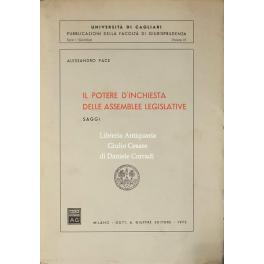 UNIVERSITÀ DI CAGLIARI
PUBBLICAZIONI DELLA FACOLTÀ DI GIURISPRUDENZA
ALESSANDRO PACE
IL POTERE D'INCHIESTA
DELLE ASSEMBLEE LEGISLATIVE
SAGGI
Libreria Antiquaria
Giulio Cesare
di Daniele Corradi
AG
MILANO - DOTT. A. GIUFFRÈ EDITORE - 1973